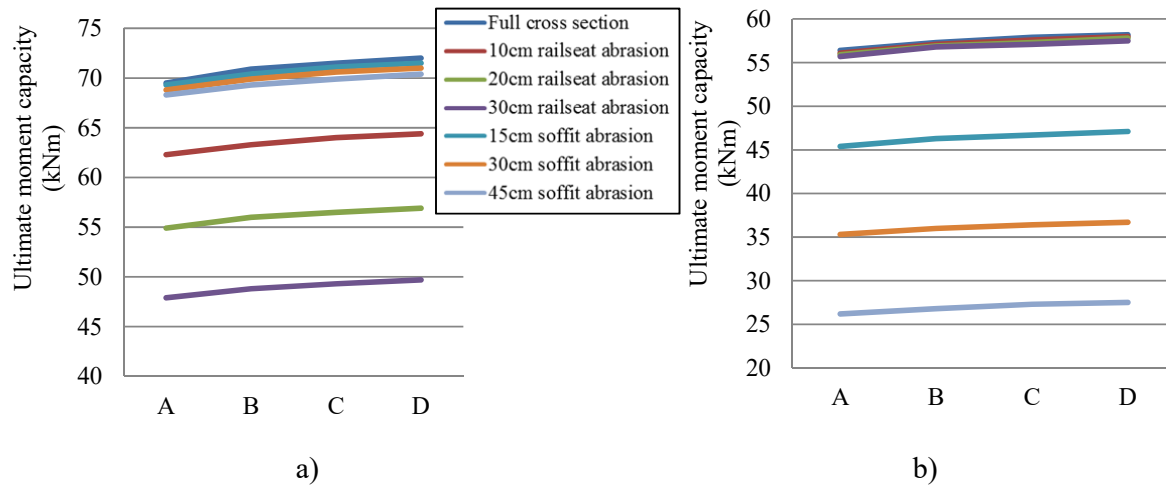 Ultimate moment capacity
(kNm)
75
70
65
60
55
50
45
40
A B C D
a)
Full cross section
10cm railseat abrasion
20cm railseat abrasion
30cm railseat abrasion
15cm soffit abrasion
30cm soffit abrasion
45cm soffit abrasion
Ultimate moment capacity
(kNm)
60
55
50
45
40
35
30
25
20
A B C D
b)